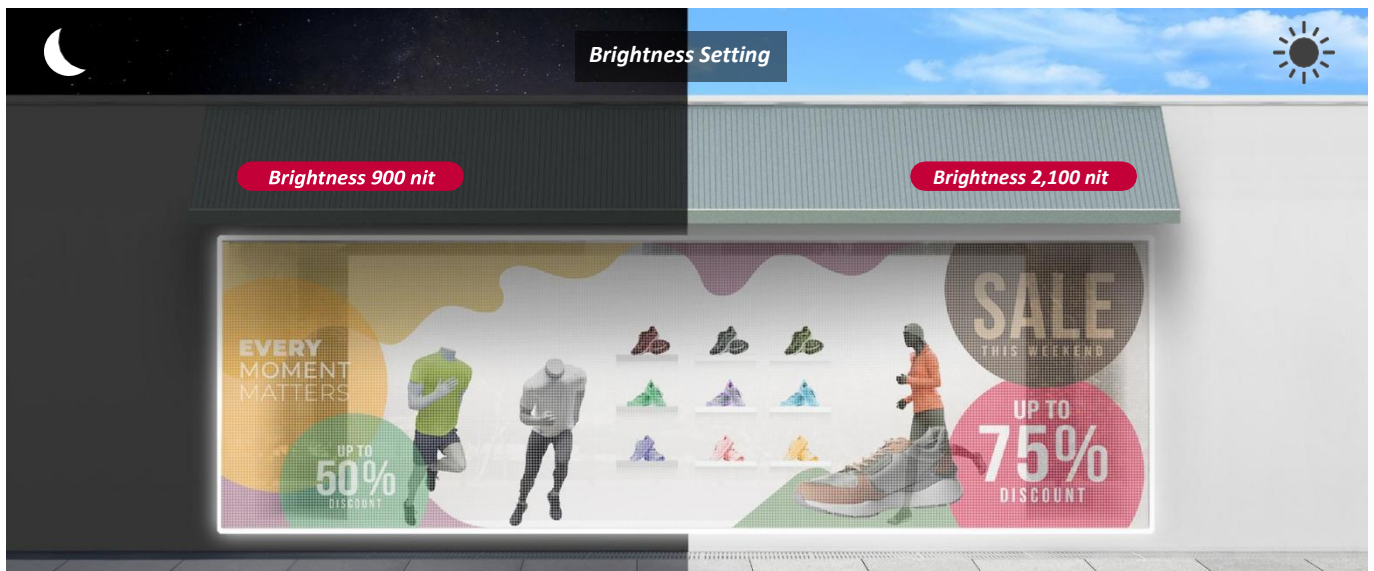 Brightness Setting
Brightness 900 nit
Brightness 2,100 nit
EVERY
MOMENT
MATTERS
UP TO
50%
DISCOUNT
SALE
THIS WEEKEND
UP TO
75%
DISCOUNT